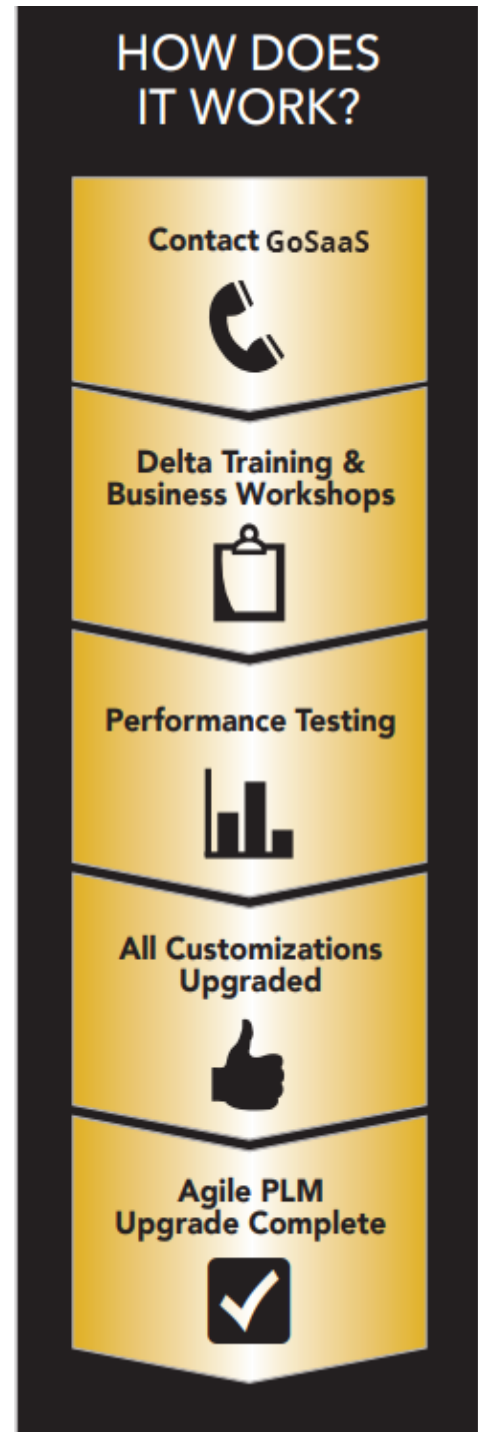 HOW DOES
IT WORK?
Contact GoSaaS
Delta Training &
Business Workshops
Performance Testing
All Customizations
Upgraded
Agile PLM
Upgrade Complete